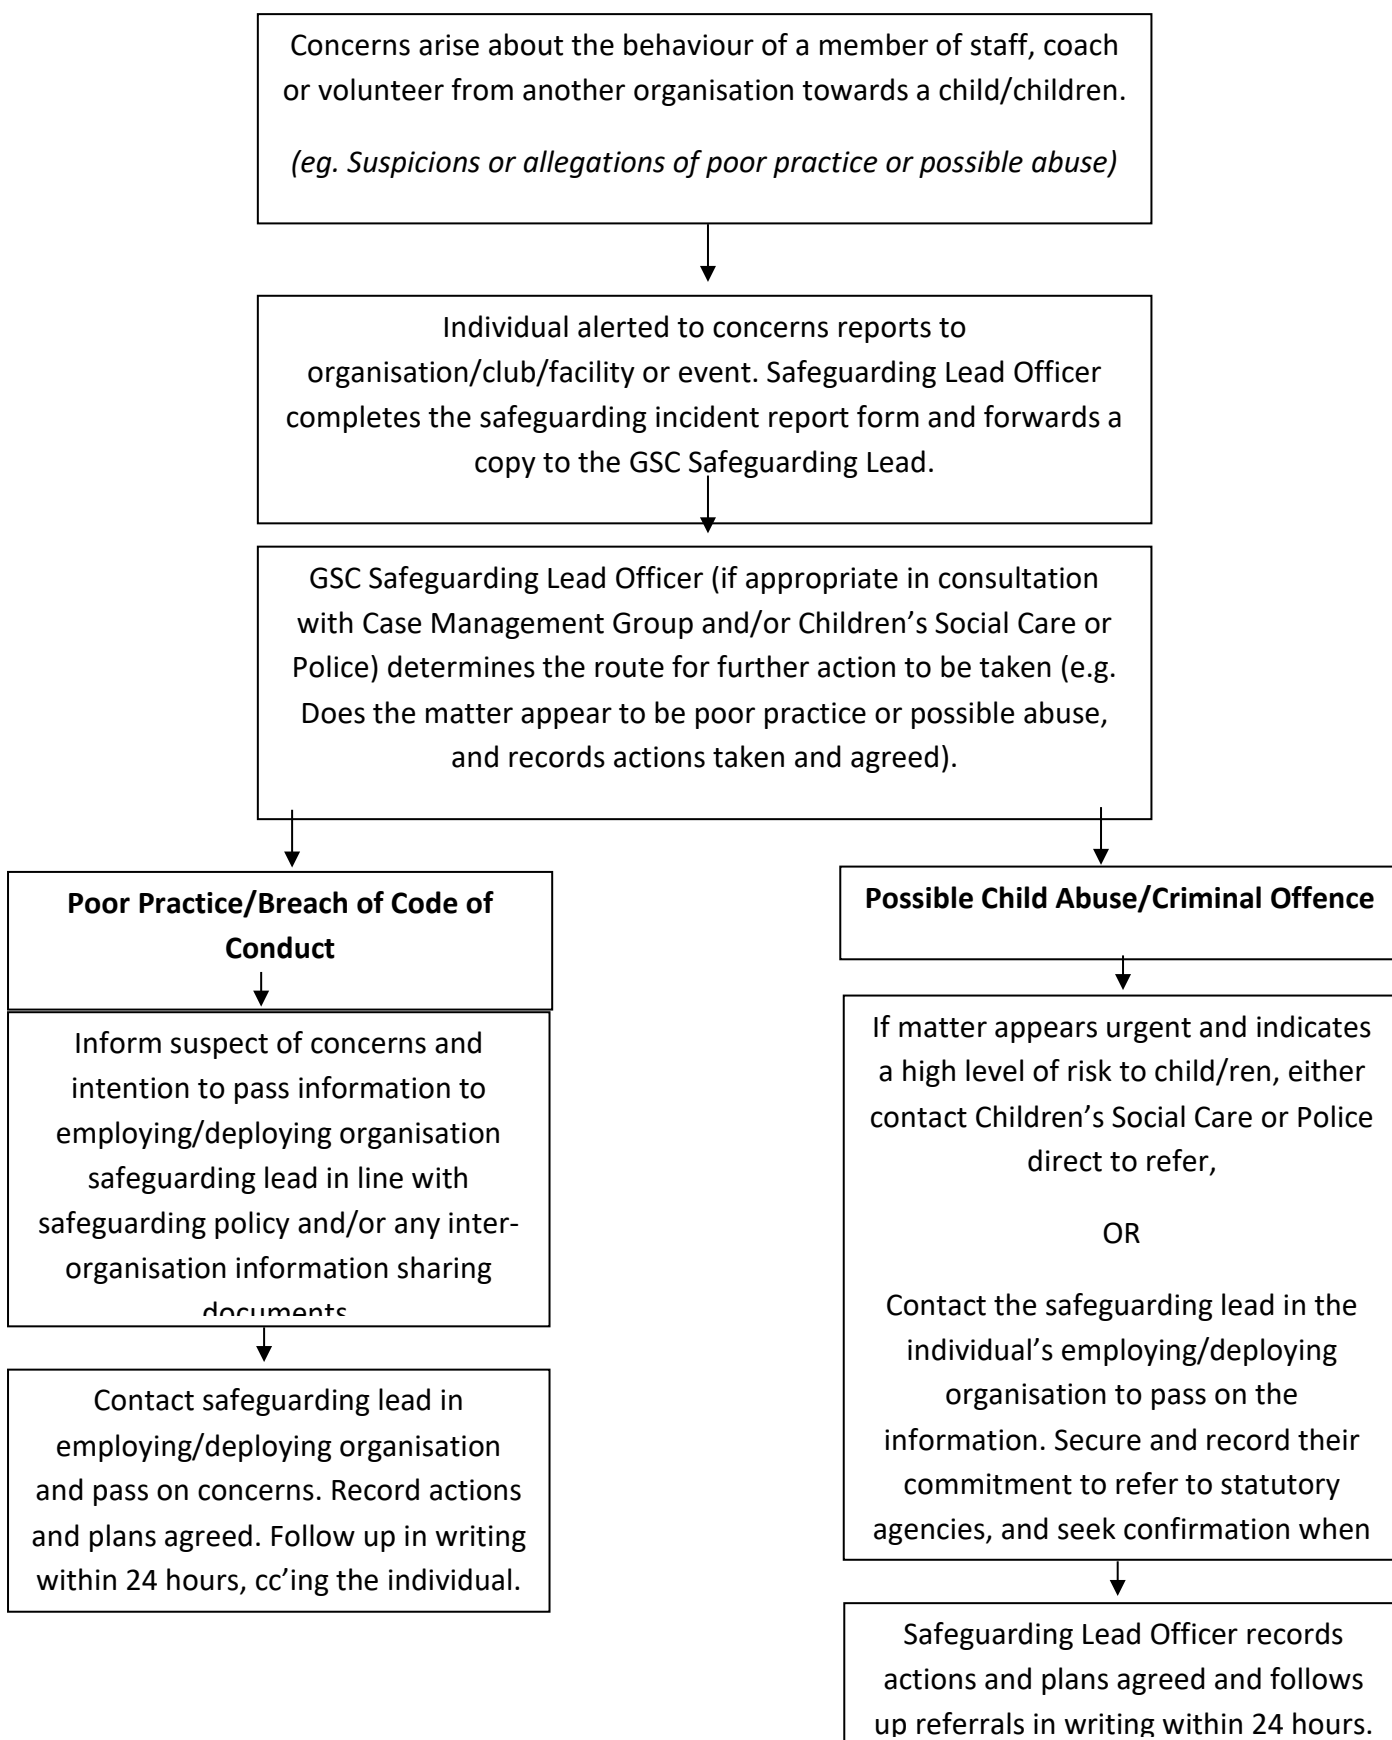 Concerns arise about the behaviour of a member of staff, coach
or volunteer from another organisation towards a child/children.
(eg. Suspicions or allegations of poor practice or possible abuse)
Individual alerted to concerns reports to
organisation/club/facility or event. Safeguarding Lead Officer
completes the safeguarding incident report form and forwards a
copy to the GSC Safeguarding Lead.
GSC Safeguarding Lead Officer (if appropriate in consultation
with Case Management Group and/or Children’s Social Care or
Police) determines the route for further action to be taken (e.g.
Does the matter appear to be poor practice or possible abuse,
and records actions taken and agreed).
Poor Practice/Breach of Code of
Conduct
Inform suspect of concerns and
intention to pass information to
employing/deploying organisation
safeguarding lead in line with
safeguarding policy and/or any inter-
organisation information sharing
documents
Contact safeguarding lead in
employing/deploying organisation
and pass on concerns. Record actions
and plans agreed. Follow up in writing
within 24 hours, cc’ing the individual.
Possible Child Abuse/Criminal Offence
If matter appears urgent and indicates
a high level of risk to child/ren, either
contact Children’s Social Care or Police
direct to refer,
OR
Contact the safeguarding lead in the
individual’s employing/deploying
organisation to pass on the
information. Secure and record their
commitment to refer to statutory
agencies, and seek confirmation when
Safeguarding Lead Officer records
actions and plans agreed and follows
up referrals in writing within 24 hours.